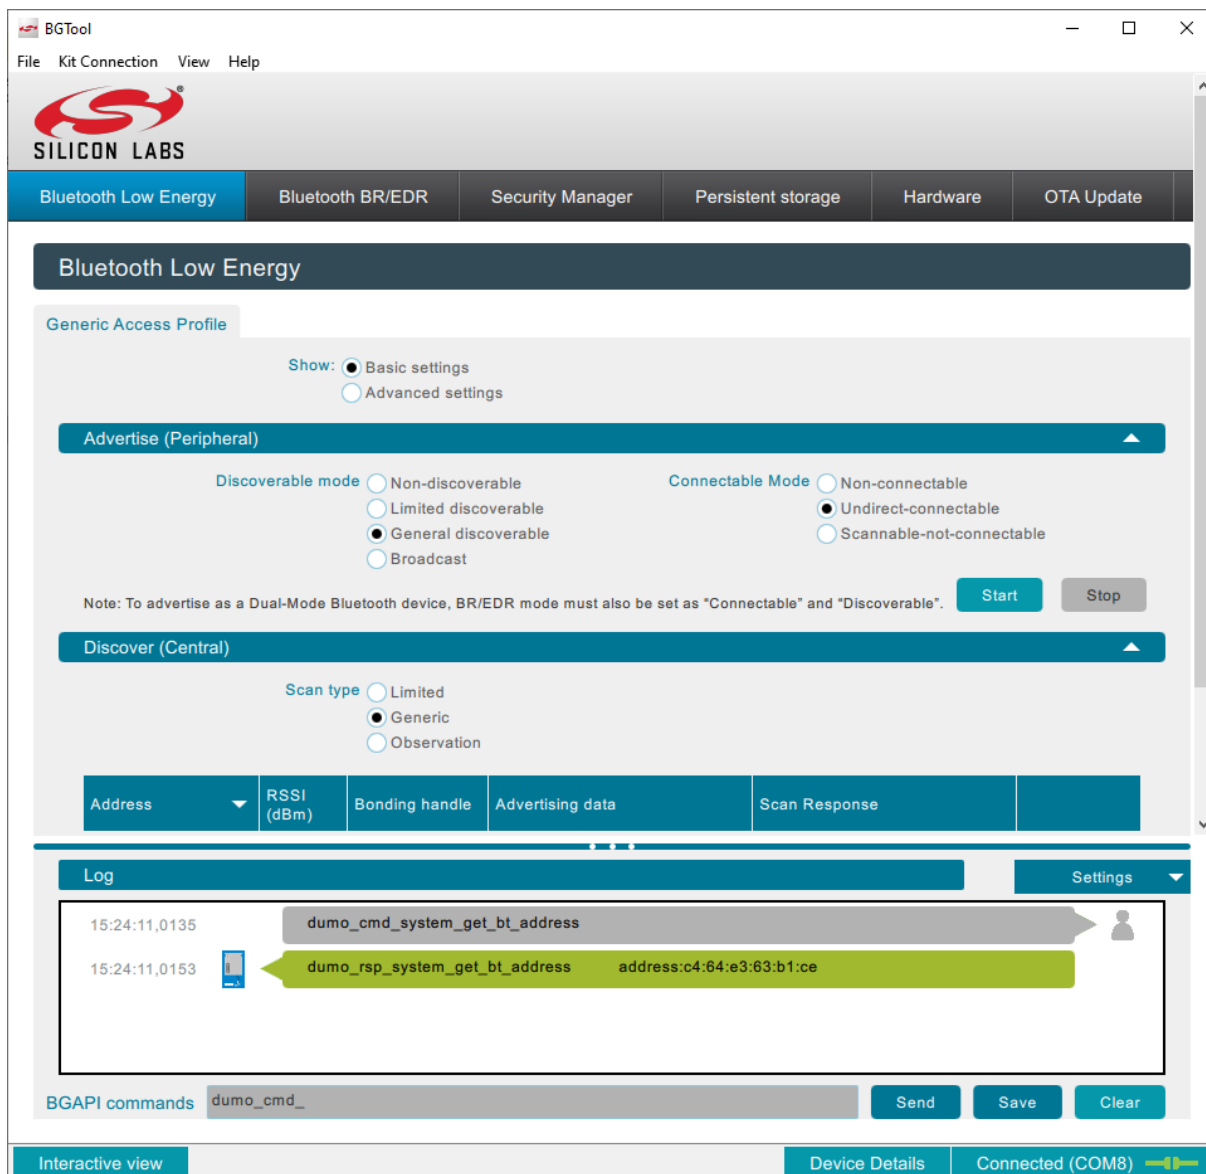 BGTool
File Kit Connection View Help
SILICON LABS
Bluetooth Low Energy Bluetooth BR/EDR Security Manager Persistent storage Hardware OTA Update
Bluetooth Low Energy
Generic Access Profile
Show: Basic settings
Advanced settings
Advertise (Peripheral)
Discoverable mode Non-discoverable Connectable Mode Non-connectable
Limited discoverable Undirect-connectable
General discoverable Scannable-not-connectable
Broadcast
Note: To advertise as a Dual-Mode Bluetooth device, BR/EDR mode must also be set as “Connectable” and “Discoverable”. Start Stop
Discover (Central)
Scan type Limited
Generic
Observation
Address RSSI (dBm) Bonding handle Advertising data Scan Response
Log Settings
15:24:11,0135 dumo_cmd_system_get_bt_address
15:24:11,0153 dumo_rsp_system_get_bt_address address:c4:64:e3:63:b1:ce
BGAPI commands dumo_cmd_ Send Save Clear
Interactive view Device Details Connected (COM8)